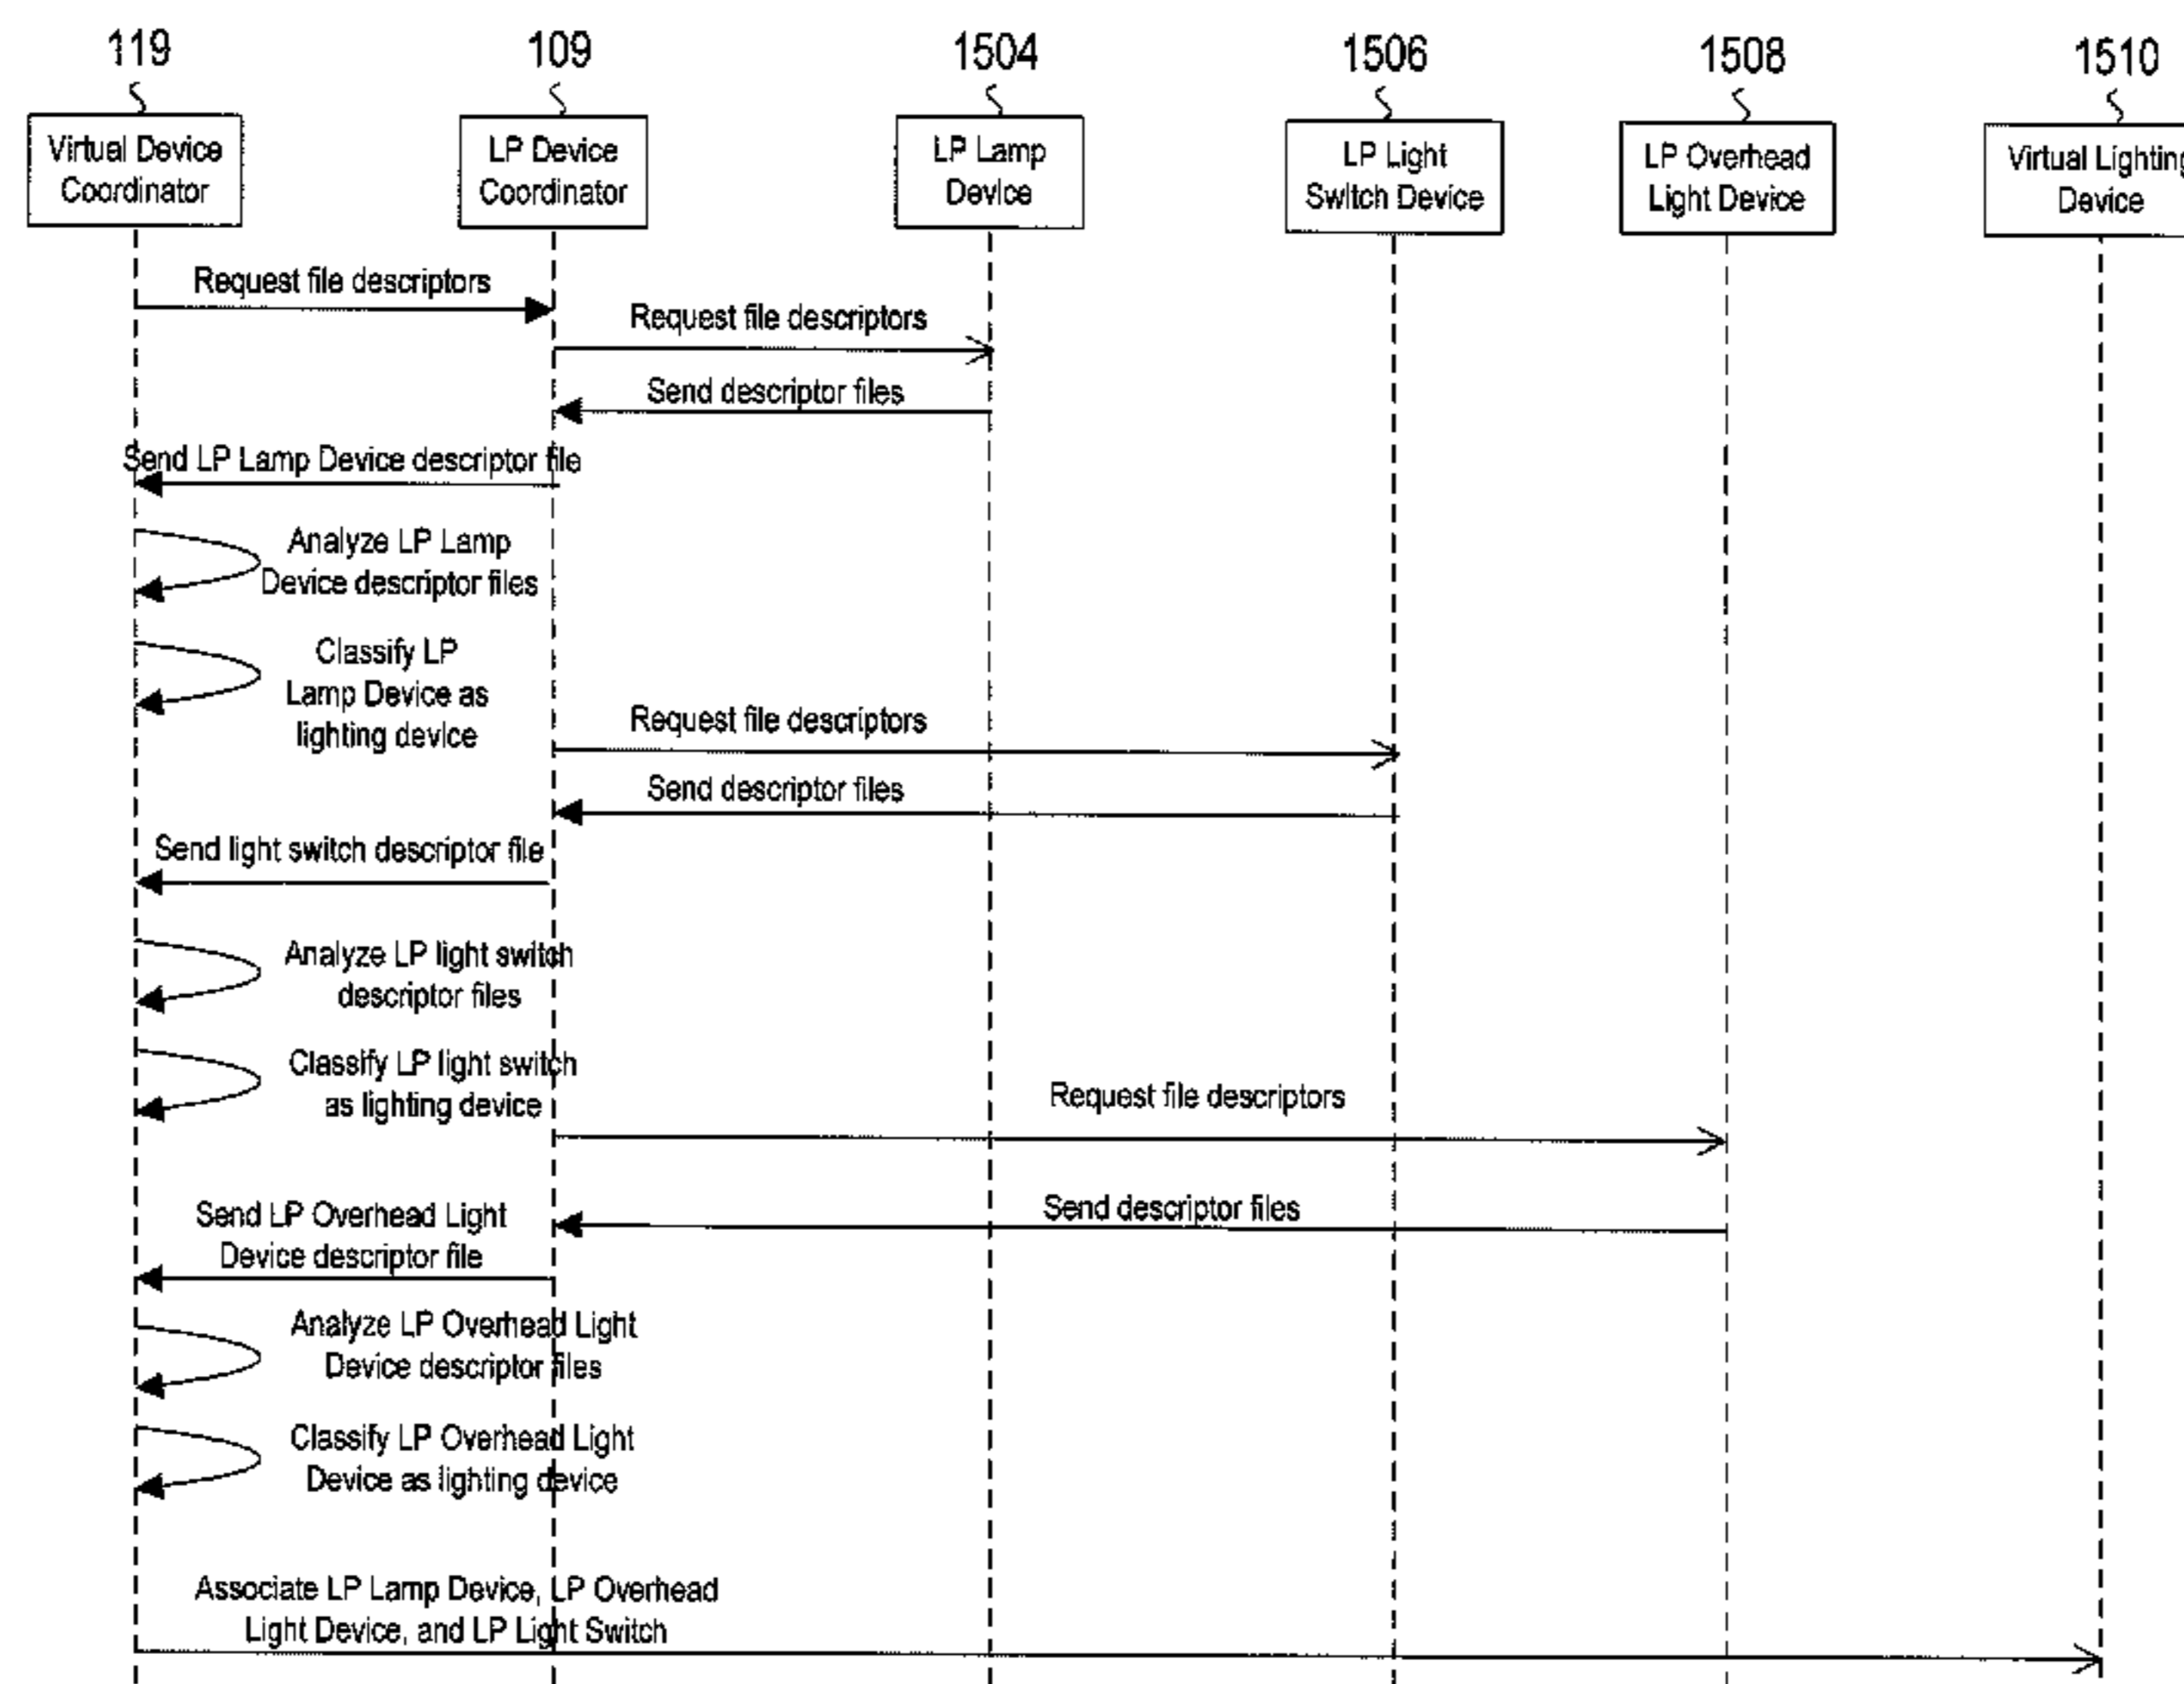 119
109
1504
1506
1508
1510
Virtual Device
Coordinator
LP Device
Coordinator
LP Lamp
Device
LP Light
Switch Device
LP Overhead
Light Device
Virtual Lighting
Device
Request file descriptors
Request file descriptors
Send descriptor files
Send LP Lamp Device descriptor file
Analyze LP Lamp
Device descriptor files
Classify LP
Lamp Device as
lighting device
Request file descriptors
Send descriptor files
Send light switch descriptor file
Analyze LP light switch
descriptor files
Classify LP light switch
as lighting device
Request file descriptors
Send descriptor files
Send LP Overhead Light
Device descriptor file
Analyze LP Overhead Light
Device descriptor files
Classify LP Overhead Light
Device as lighting device
Associate LP Lamp Device, LP Overhead
Light Device, and LP Light Switch